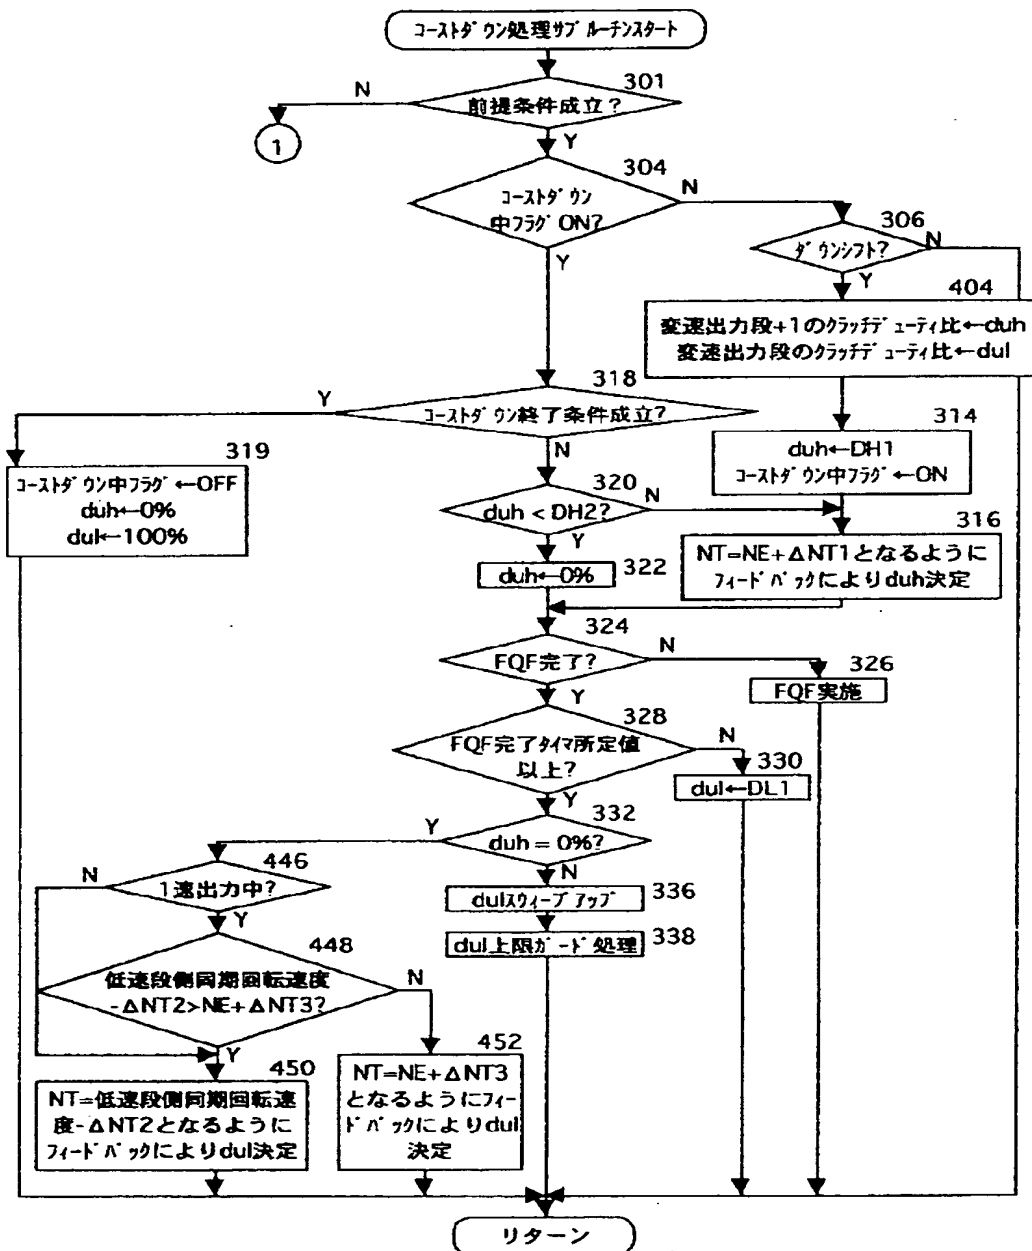 コーストダウン処理サブルーチンスタート
301
N
前提条件成立?
1
Y
304
N
コーストダウン
中フラグON?
306
N
ダウンシフト?
Y
Y
404
変速出力段+1のクラッチデューティ比←duh
変速出力段のクラッチデューティ比←dul
318
Y
コーストダウン終了条件成立?
314
N
duh←DH1
コーストダウン中フラグ←ON
319
コーストダウン中フラグ←OFF
duh←0%
dul←100%
320
N
duh < DH2?
Y
316
NT=NE+ΔNT1となるように
フィードバックによりduh決定
duh←0%
322
324
N
FQF完了?
326
FQF実施
Y
328
N
FQF完了タイマ所定値
以上?
330
dul←DL1
Y
332
Y
duh = 0%?
446
N
N
1速出力中?
dulスウィープアップ
336
Y
dul上限ガード処理
338
448
N
低速段側同期回転速度
-ΔNT2>NE+ΔNT3?
Y
450
452
NT=低速段側同期回転速
度-ΔNT2となるように
フィードバックによりdul決定
NT=NE+ΔNT3
となるようにフィー
ドバックによりdul
決定
リターン